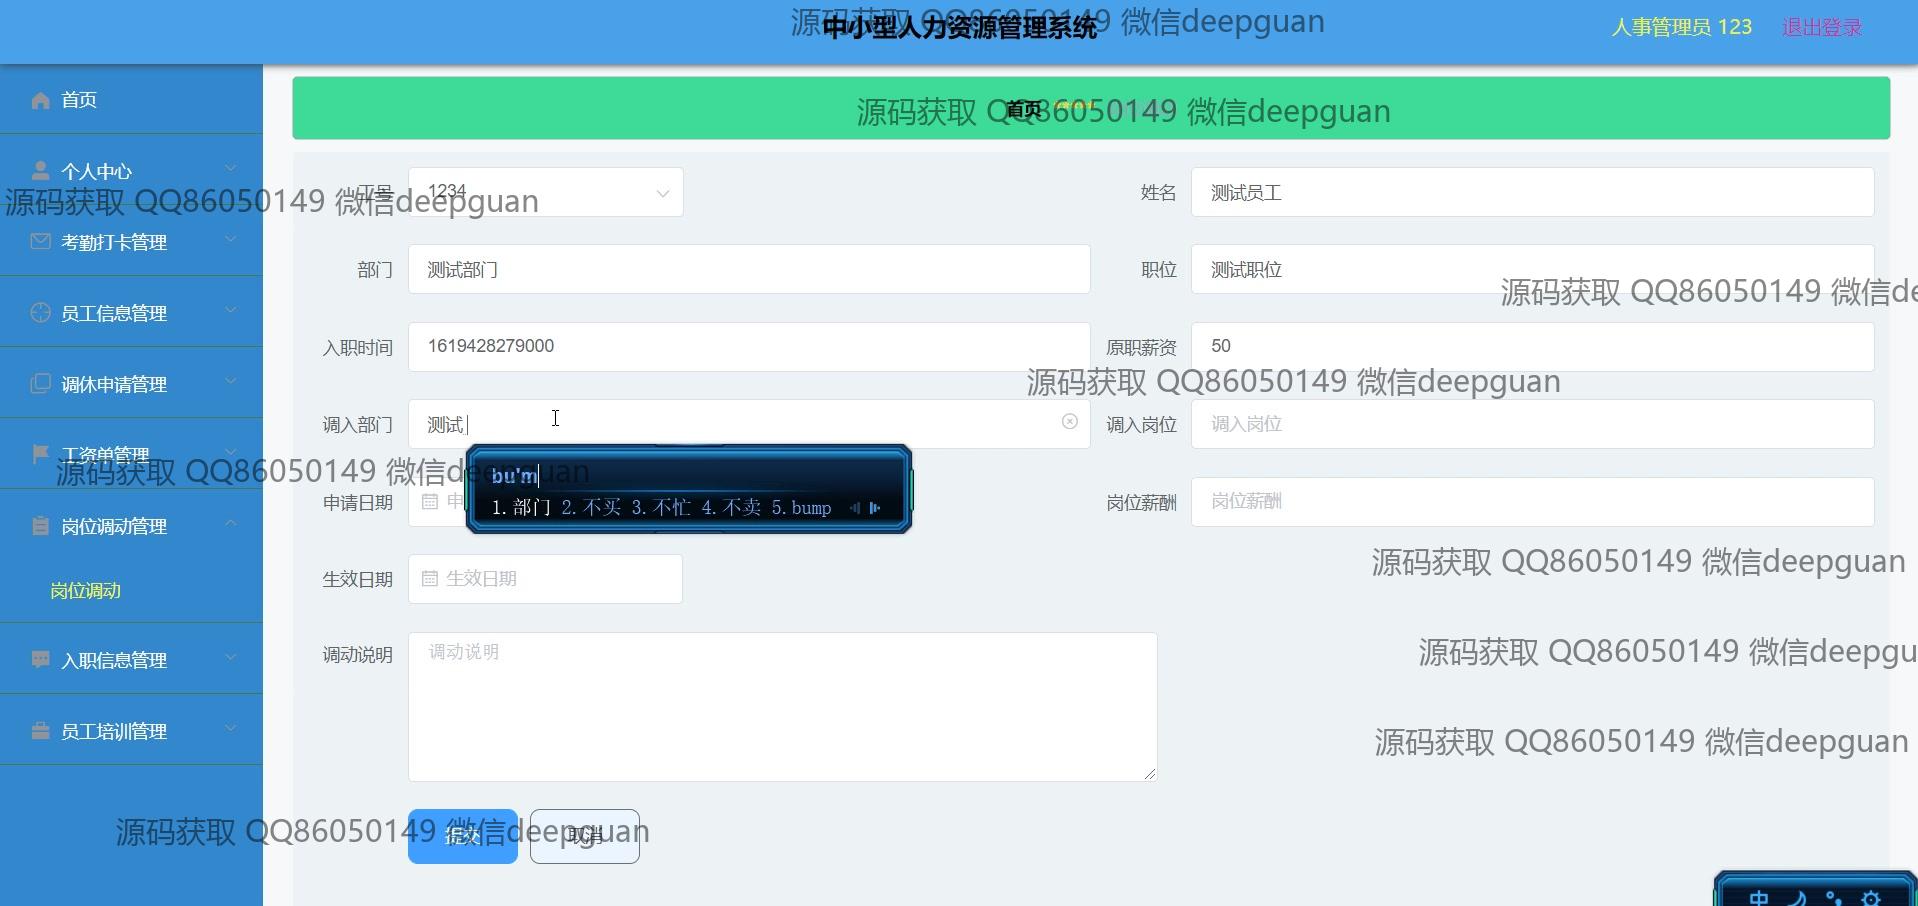 中小型人力资源管理系统
源码获取 QQ86050149 微信deepguan
人事管理员 123
退出登录
首页
个人中心
考勤打卡管理
员工信息管理
调休申请管理
工资单管理
岗位调动管理
岗位调动
入职信息管理
员工培训管理
首页
源码获取 QQ86050149 微信deepguan
源码获取 QQ86050149 微信deepguan
工号 1234
姓名 测试员工
部门 测试部门
职位 测试职位
源码获取 QQ86050149 微信de
入职时间 1619428279000
原职薪资 50
源码获取 QQ86050149 微信deepguan
调入部门 测试
调入岗位 调入岗位
bu'm
1.部门 2.不买 3.不忙 4.不卖 5.bump
源码获取 QQ86050149 微信deepguan
申请日期 申
岗位薪酬 岗位薪酬
源码获取 QQ86050149 微信deepguan
生效日期 生效日期
调动说明 调动说明
源码获取 QQ86050149 微信deepgu
源码获取 QQ86050149 微信deepguan
提交
取消
源码获取 QQ86050149 微信deepguan
中